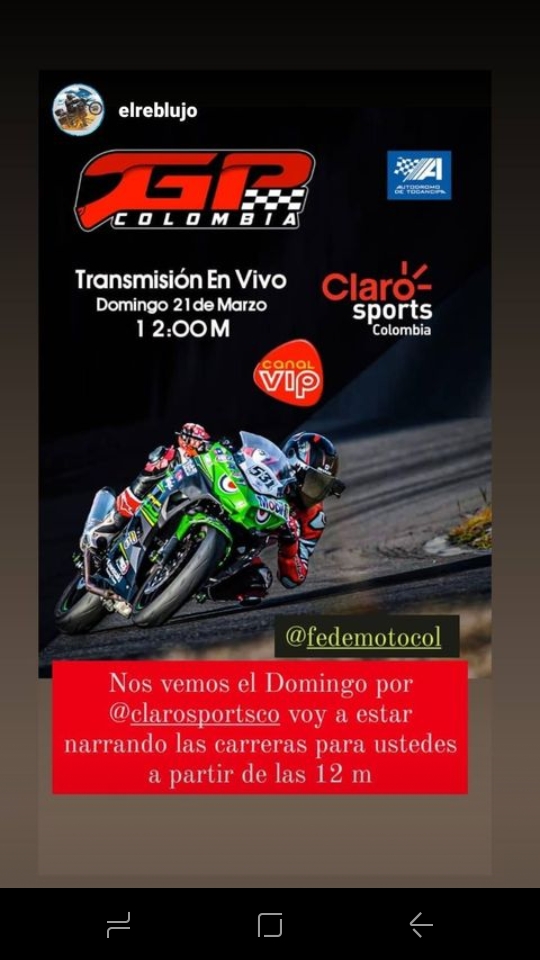 elreblujo
GP
COLOMBIA
AUTODROMO
DE TOCANCIPA
Transmisión En Vivo
Domingo 21 de Marzo
12:00M
Claro
sports
Colombia
canal
vip
531
Mobil
@fedemotocol
Nos vemos el Domingo por
@clarosportsco voy a estar
narrando las carreras para ustedes
a partir de las 12 m